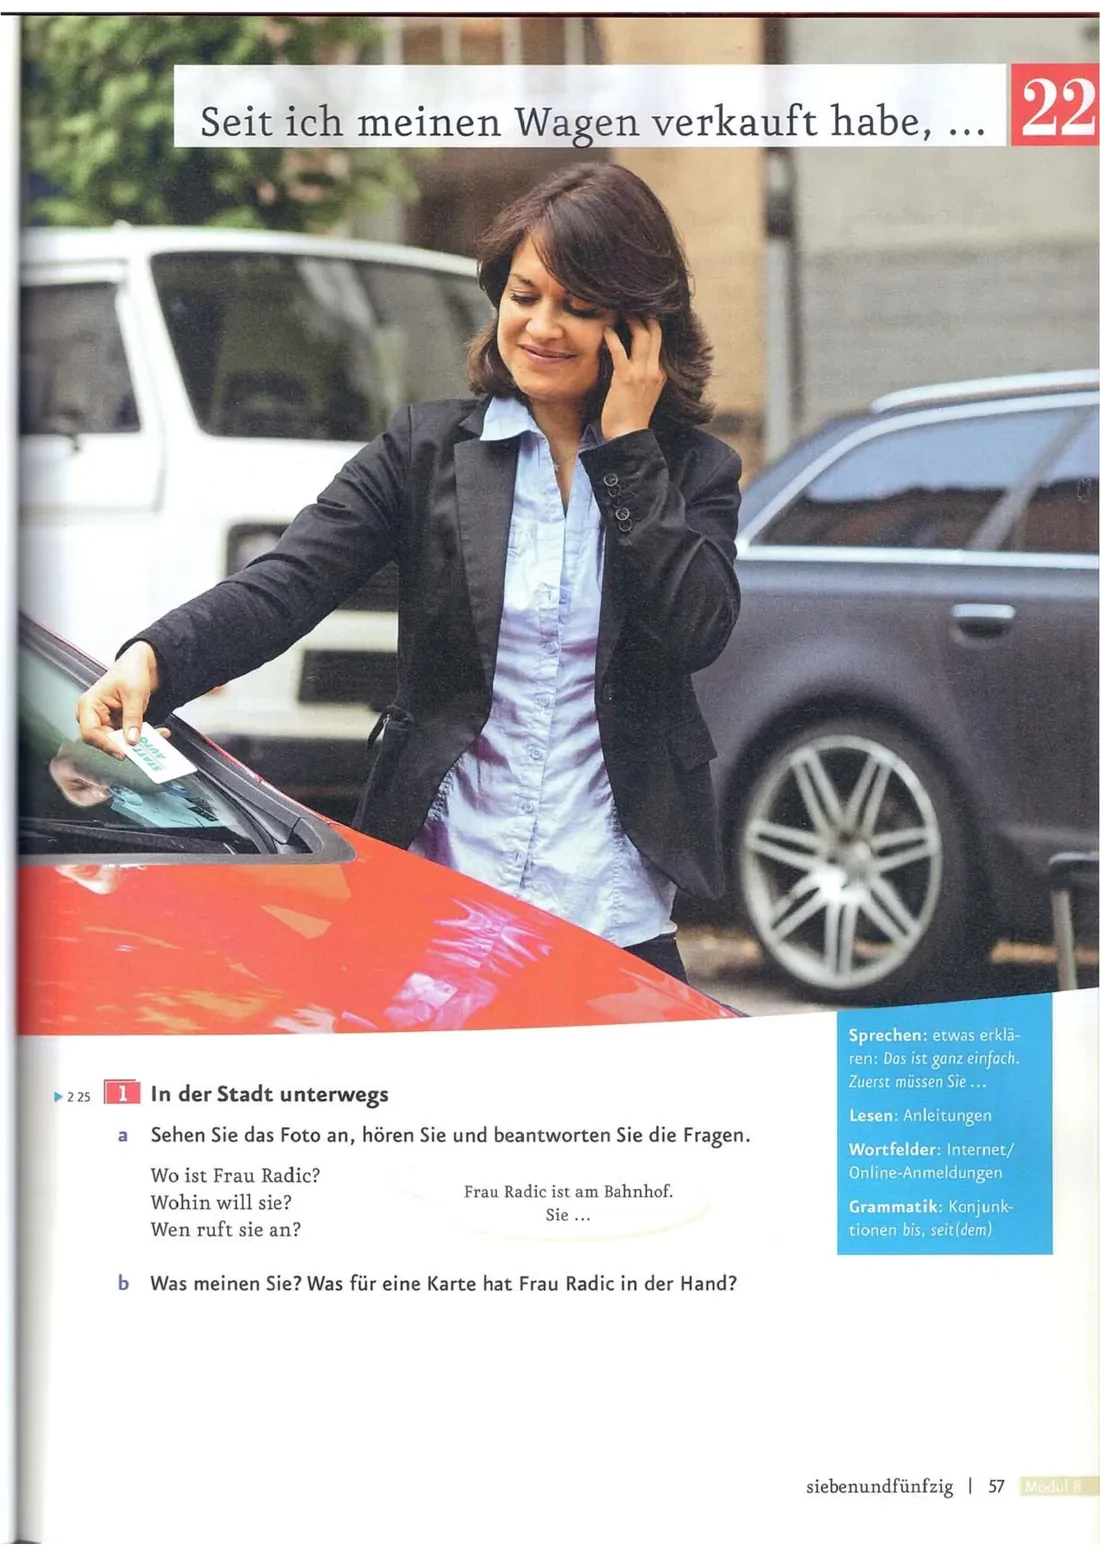 Seit ich meinen Wagen verkauft habe, ...
22
STATT
AUTO
Sprechen: etwas erklä-
ren: Das ist ganz einfach.
Zuerst müssen Sie ...
Lesen: Anleitungen
Wortfelder: Internet/
Online-Anmeldungen
Grammatik: Konjunk-
tionen bis, seit(dem)
▶ 2 25 1 In der Stadt unterwegs
a Sehen Sie das Foto an, hören Sie und beantworten Sie die Fragen.
Wo ist Frau Radic?
Wohin will sie?
Wen ruft sie an?
Frau Radic ist am Bahnhof.
Sie ...
b Was meinen Sie? Was für eine Karte hat Frau Radic in der Hand?
siebenundfünfzig | 57 Modul 8